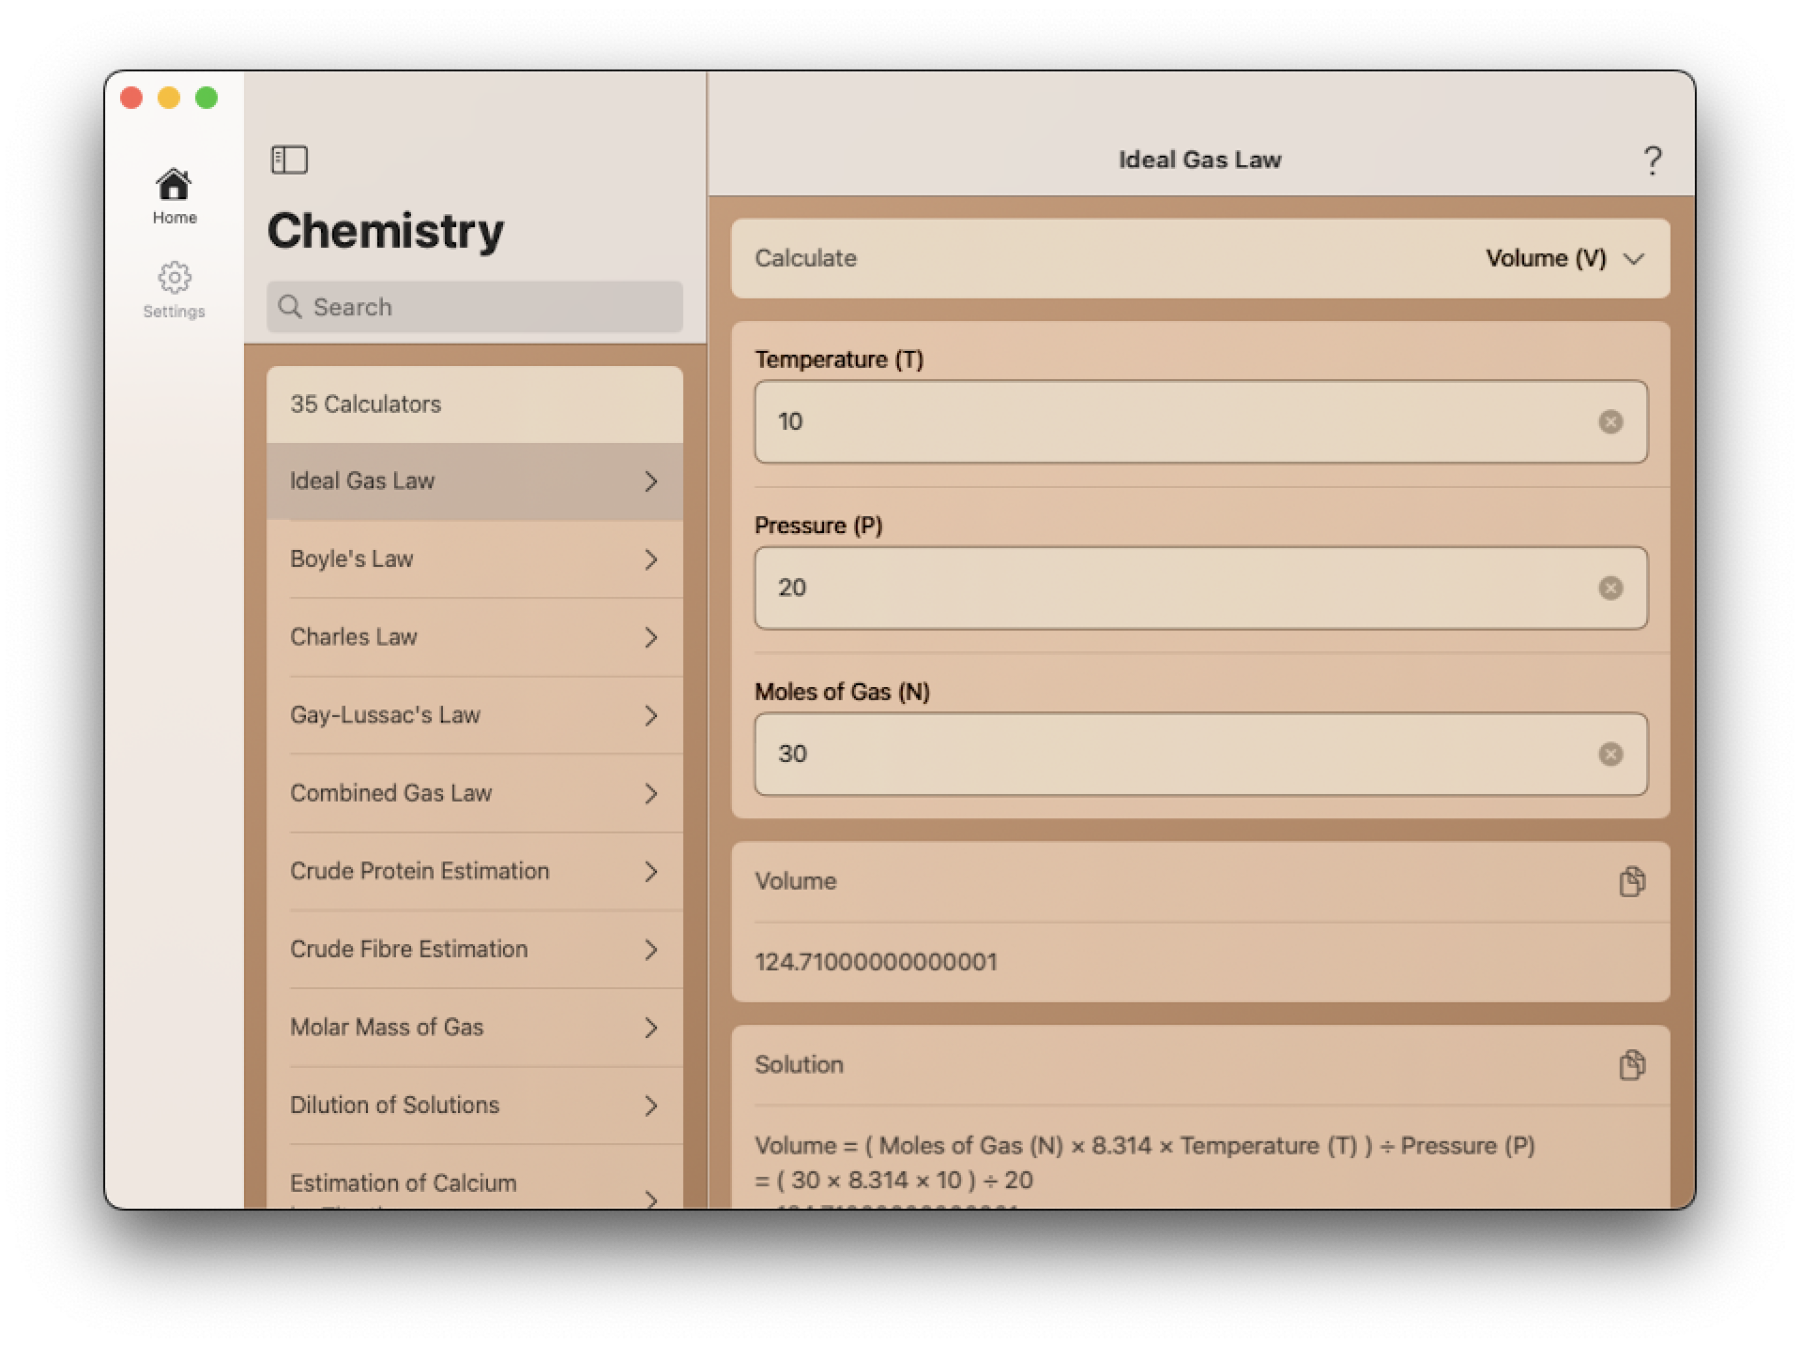 Home
Settings
Chemistry
Search
35 Calculators
Ideal Gas Law
Boyle's Law
Charles Law
Gay-Lussac's Law
Combined Gas Law
Crude Protein Estimation
Crude Fibre Estimation
Molar Mass of Gas
Dilution of Solutions
Estimation of Calcium
Ideal Gas Law
?
Calculate
Volume (V)
Temperature (T)
10
Pressure (P)
20
Moles of Gas (N)
30
Volume
124.71000000000001
Solution
Volume = ( Moles of Gas (N) × 8.314 × Temperature (T) ) ÷ Pressure (P)
= ( 30 × 8.314 × 10 ) ÷ 20